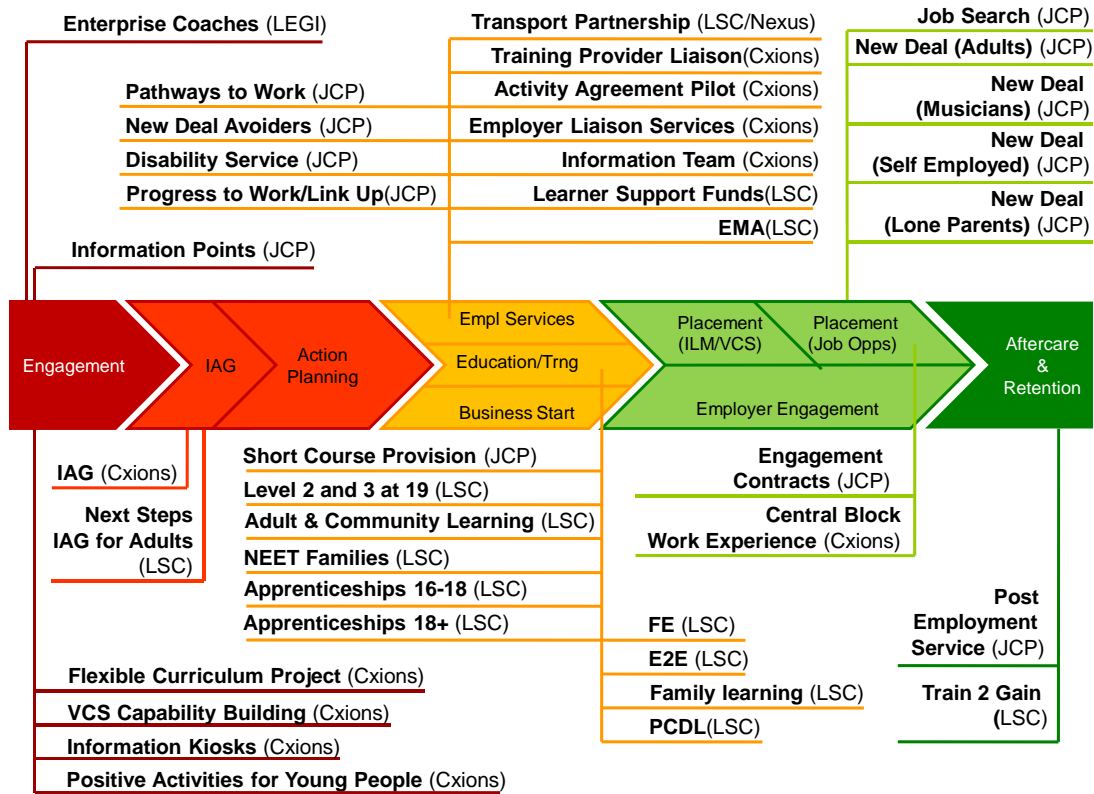 Enterprise Coaches (LEGI)
Transport Partnership (LSC/Nexus)
Job Search (JCP)
Training Provider Liaison(Cxions)
New Deal (Adults) (JCP)
Pathways to Work (JCP)
Activity Agreement Pilot (Cxions)
New Deal
(Musicians) (JCP)
New Deal Avoiders (JCP)
Employer Liaison Services (Cxions)
Disability Service (JCP)
Information Team (Cxions)
New Deal
(Self Employed) (JCP)
Progress to Work/Link Up(JCP)
Learner Support Funds(LSC)
New Deal
(Lone Parents) (JCP)
EMA(LSC)
Information Points (JCP)
Engagement
IAG
Action
Planning
Empl Services
Education/Trng
Business Start
Placement
(ILM/VCS)
Placement
(Job Opps)
Employer Engagement
Aftercare
&
Retention
IAG (Cxions)
Next Steps
IAG for Adults
(LSC)
Short Course Provision (JCP)
Level 2 and 3 at 19 (LSC)
Adult & Community Learning (LSC)
NEET Families (LSC)
Apprenticeships 16-18 (LSC)
Apprenticeships 18+ (LSC)
FE (LSC)
E2E (LSC)
Family learning (LSC)
PCDL(LSC)
Engagement
Contracts (JCP)
Central Block
Work Experience (Cxions)
Post
Employment
Service (JCP)
Train 2 Gain
(LSC)
Flexible Curriculum Project (Cxions)
VCS Capability Building (Cxions)
Information Kiosks (Cxions)
Positive Activities for Young People (Cxions)